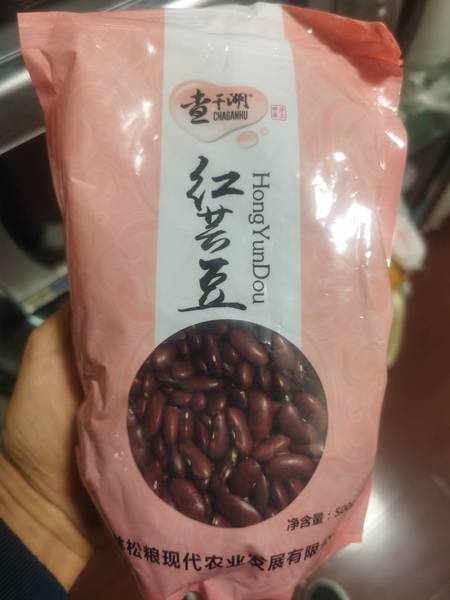 查干湖®
CHAGANHU
红芸豆
HongYunDou
净含量：500
松粮现代农业发展有限